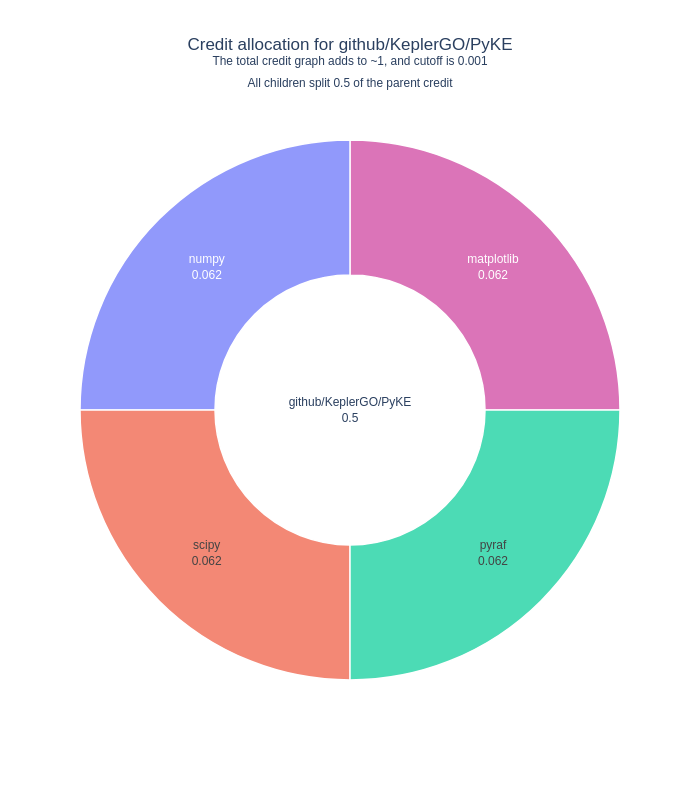 Credit allocation for github/KeplerGO/PyKE
The total credit graph adds to ~1, and cutoff is 0.001
All children split 0.5 of the parent credit
numpy
0.062
matplotlib
0.062
github/KeplerGO/PyKE
0.5
scipy
0.062
pyraf
0.062